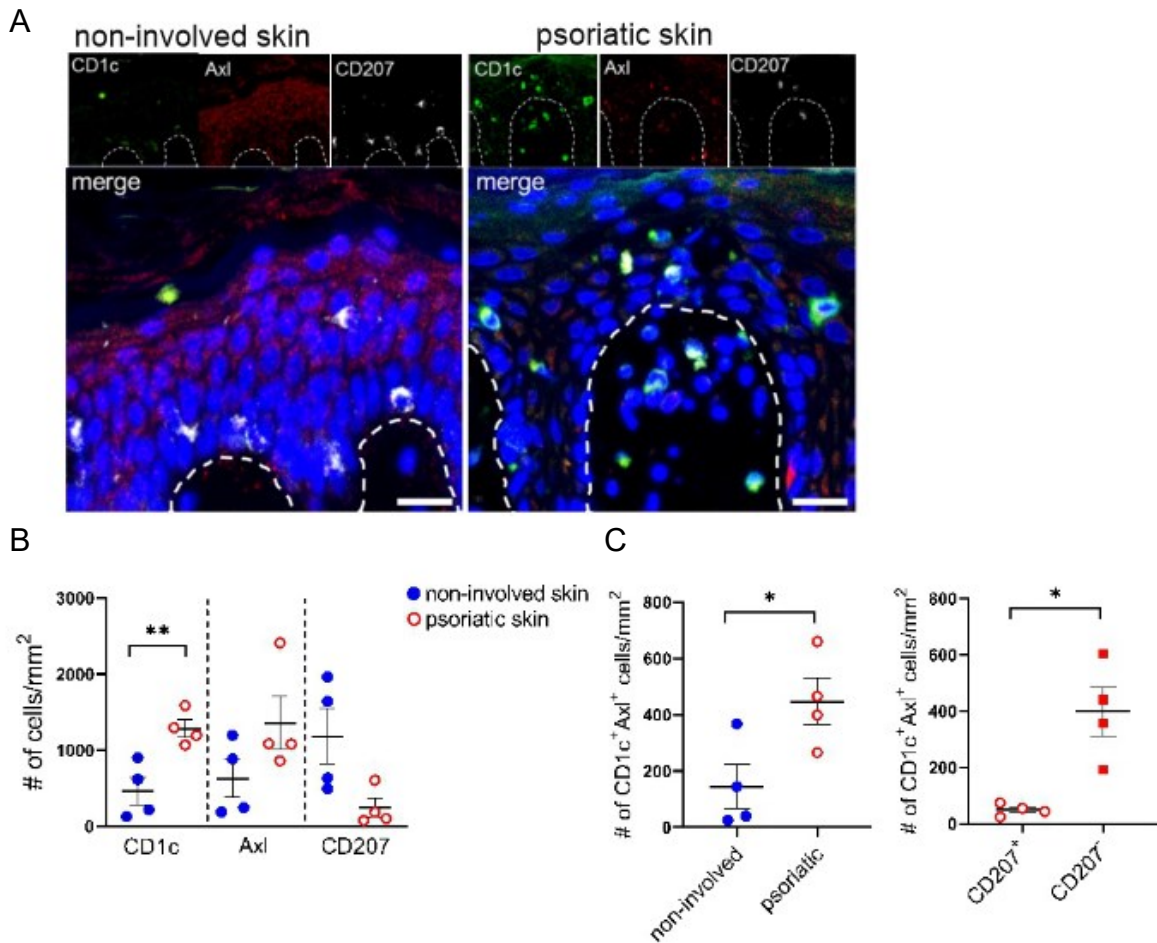 A
non-involved skin
psoriatic skin
CD1c
Axl
CD207
CD1c
Axl
CD207
merge
merge
B
C
# of cells/mm²
3000
2000
1000
0
**
CD1c
Axl
CD207
non-involved skin
psoriatic skin
# of CD1c⁺Axl⁺ cells/mm²
800
600
400
200
0
*
non-involved
psoriatic
# of CD1c⁺Axl⁺ cells/mm²
800
600
400
200
0
*
CD207⁺
CD207⁻